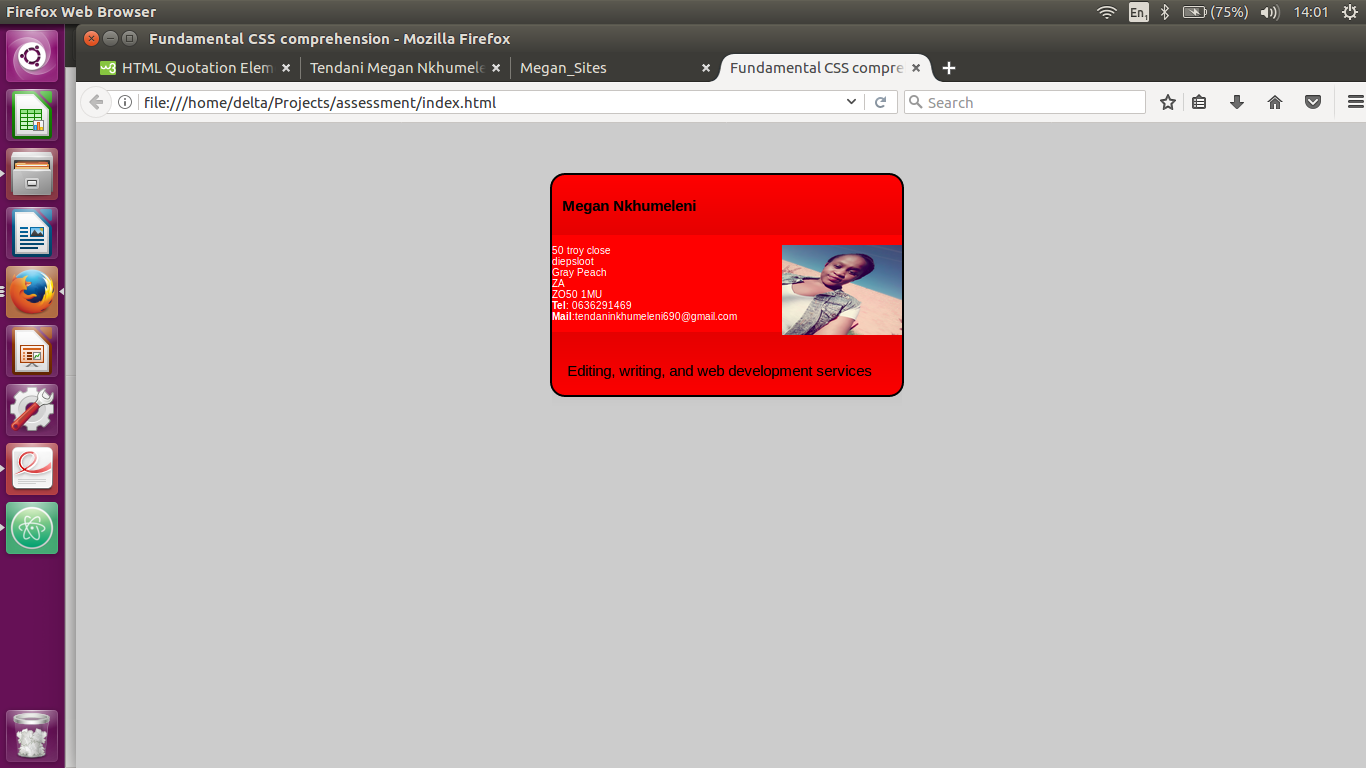 Firefox Web Browser
En1
(75%)
14:01
Fundamental CSS comprehension - Mozilla Firefox
HTML Quotation Elem
Tendani Megan Nkhumele
Megan_Sites
Fundamental CSS compre
file:///home/delta/Projects/assessment/index.html
Search
Megan Nkhumeleni
50 troy close
diepsloot
Gray Peach
ZA
ZO50 1MU
Tel: 0636291469
Mail:tendaninkhumeleni690@gmail.com
Editing, writing, and web development services